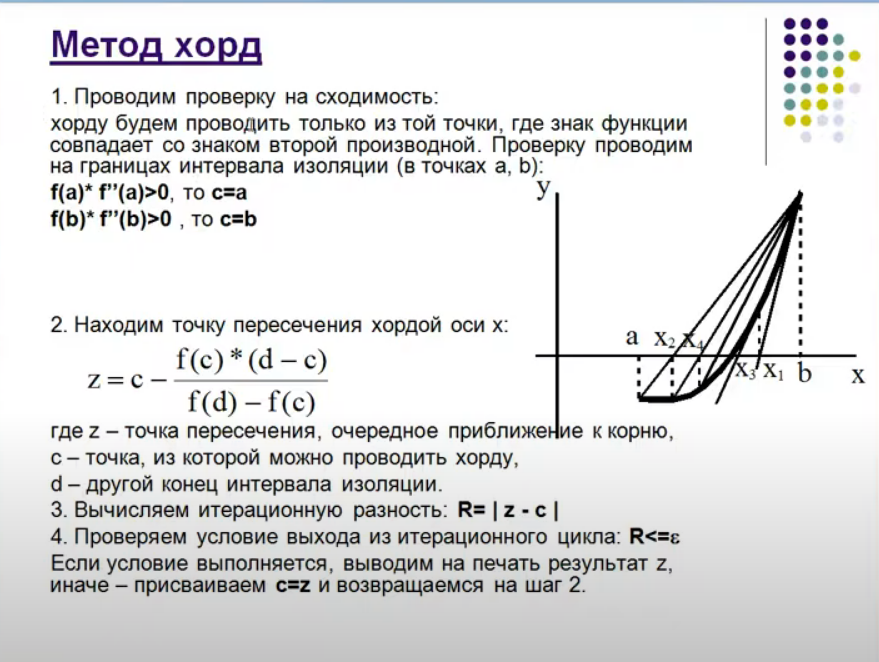 Метод хорд
1. Проводим проверку на сходимость:
хорду будем проводить только из той точки, где знак функции
совпадает со знаком второй производной. Проверку проводим
на границах интервала изоляции (в точках a, b):
f(a)* f’’(a)>0, то c=a
f(b)* f’’(b)>0 , то c=b
y
a x₂ x₄
x₃ x₁ b x
2. Находим точку пересечения хордой оси x:
z = c − f(c) * (d − c) / f(d) − f(c)
где z – точка пересечения, очередное приближение к корню,
c – точка, из которой можно проводить хорду,
d – другой конец интервала изоляции.
3. Вычисляем итерационную разность: R= | z - c |
4. Проверяем условие выхода из итерационного цикла: R<=ε
Если условие выполняется, выводим на печать результат z,
иначе – присваиваем c=z и возвращаемся на шаг 2.